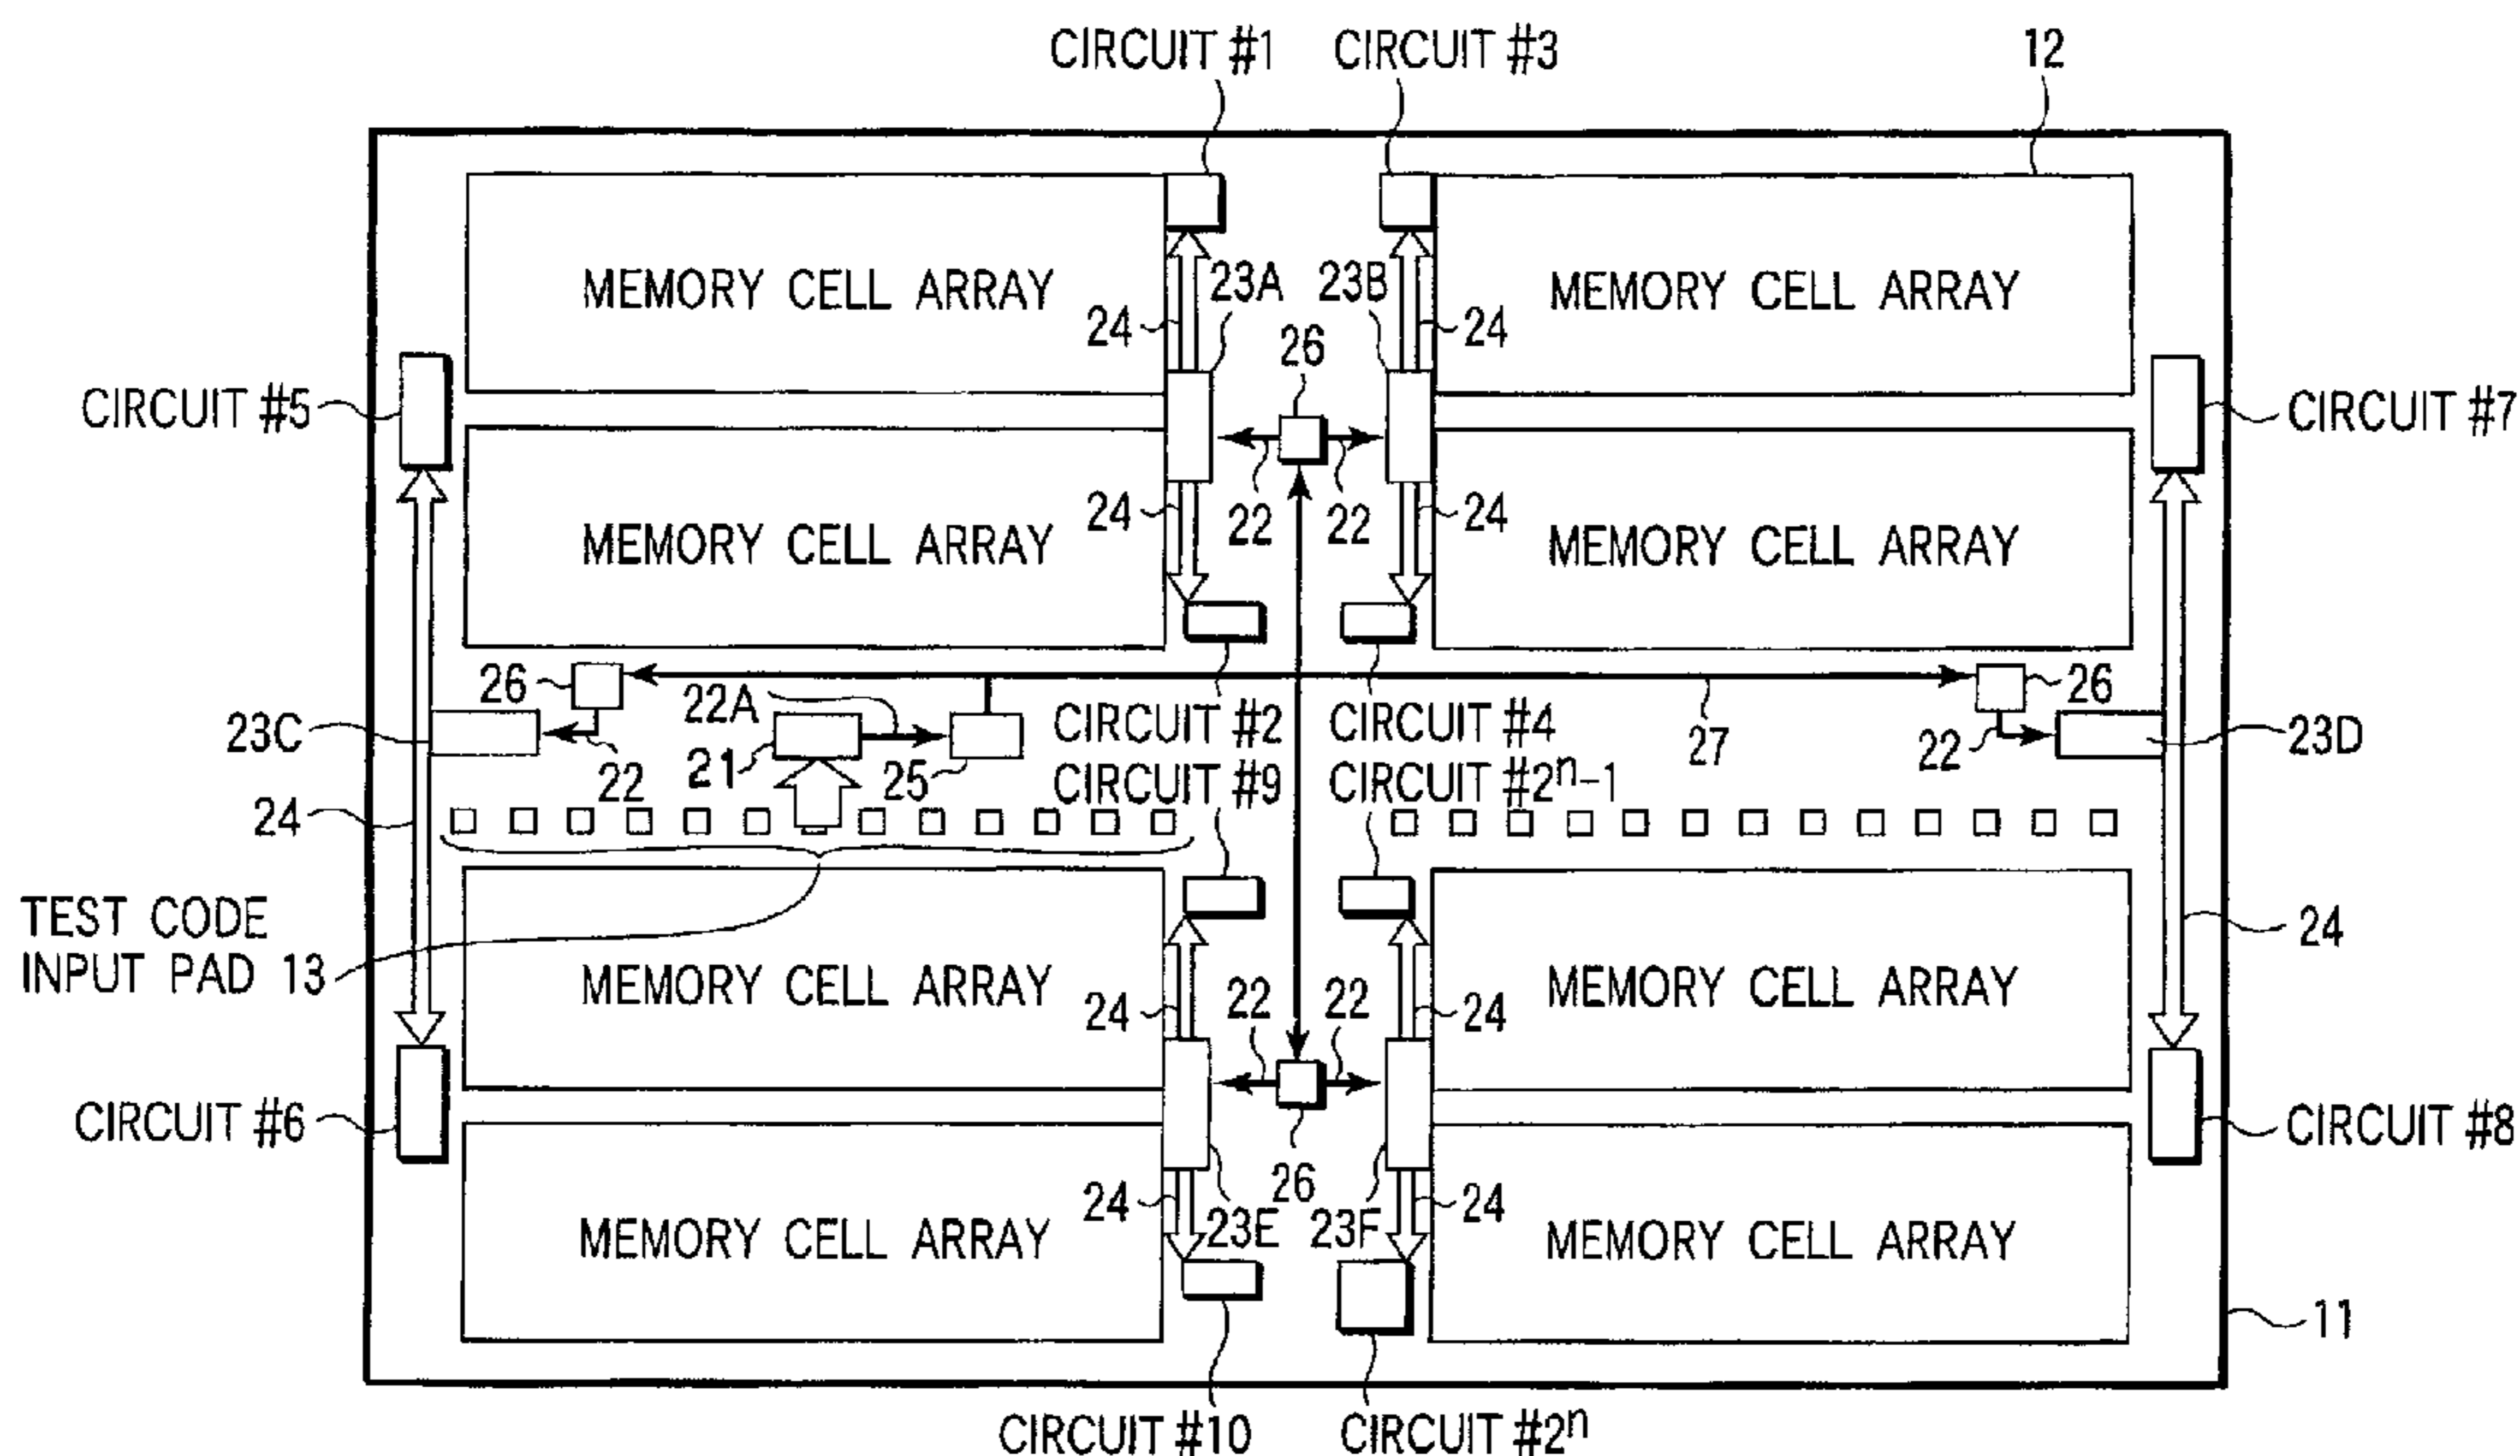 CIRCUIT #1 CIRCUIT #3 12
MEMORY CELL ARRAY 23A 23B MEMORY CELL ARRAY
24 26 24
CIRCUIT #5 CIRCUIT #7
24 22 22 24
MEMORY CELL ARRAY MEMORY CELL ARRAY
26 22A 26
23C 21 25 CIRCUIT #2 CIRCUIT #4 27 22 23D
22 CIRCUIT #9 CIRCUIT #2ⁿ-1
24
TEST CODE
INPUT PAD 13
24
MEMORY CELL ARRAY 24 22 22 24 MEMORY CELL ARRAY
CIRCUIT #6 CIRCUIT #8
24 26 24
MEMORY CELL ARRAY 23E 23F MEMORY CELL ARRAY
11
CIRCUIT #10 CIRCUIT #2ⁿ